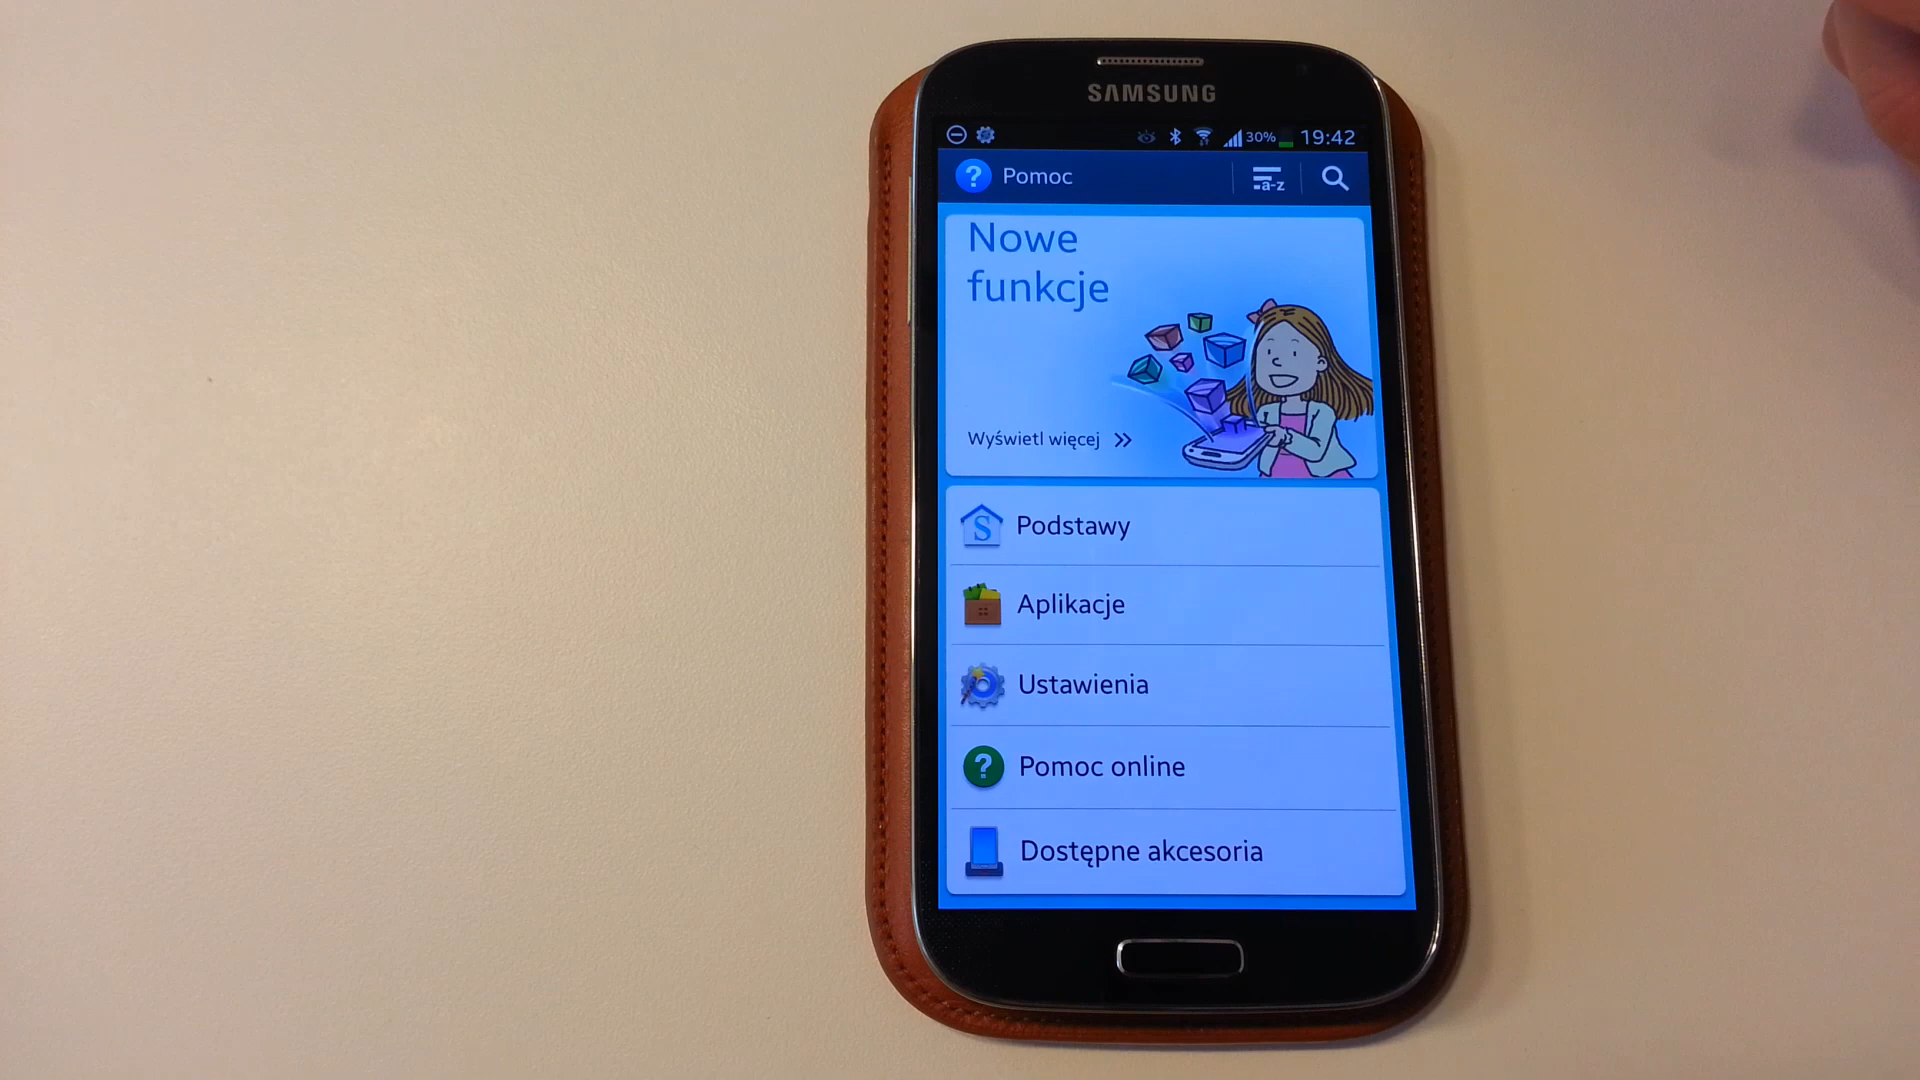 SAMSUNG
30% 19:42
? Pomoc a-z
Nowe
funkcje
Wyświetl więcej
S Podstawy
Aplikacje
Ustawienia
? Pomoc online
Dostępne akcesoria